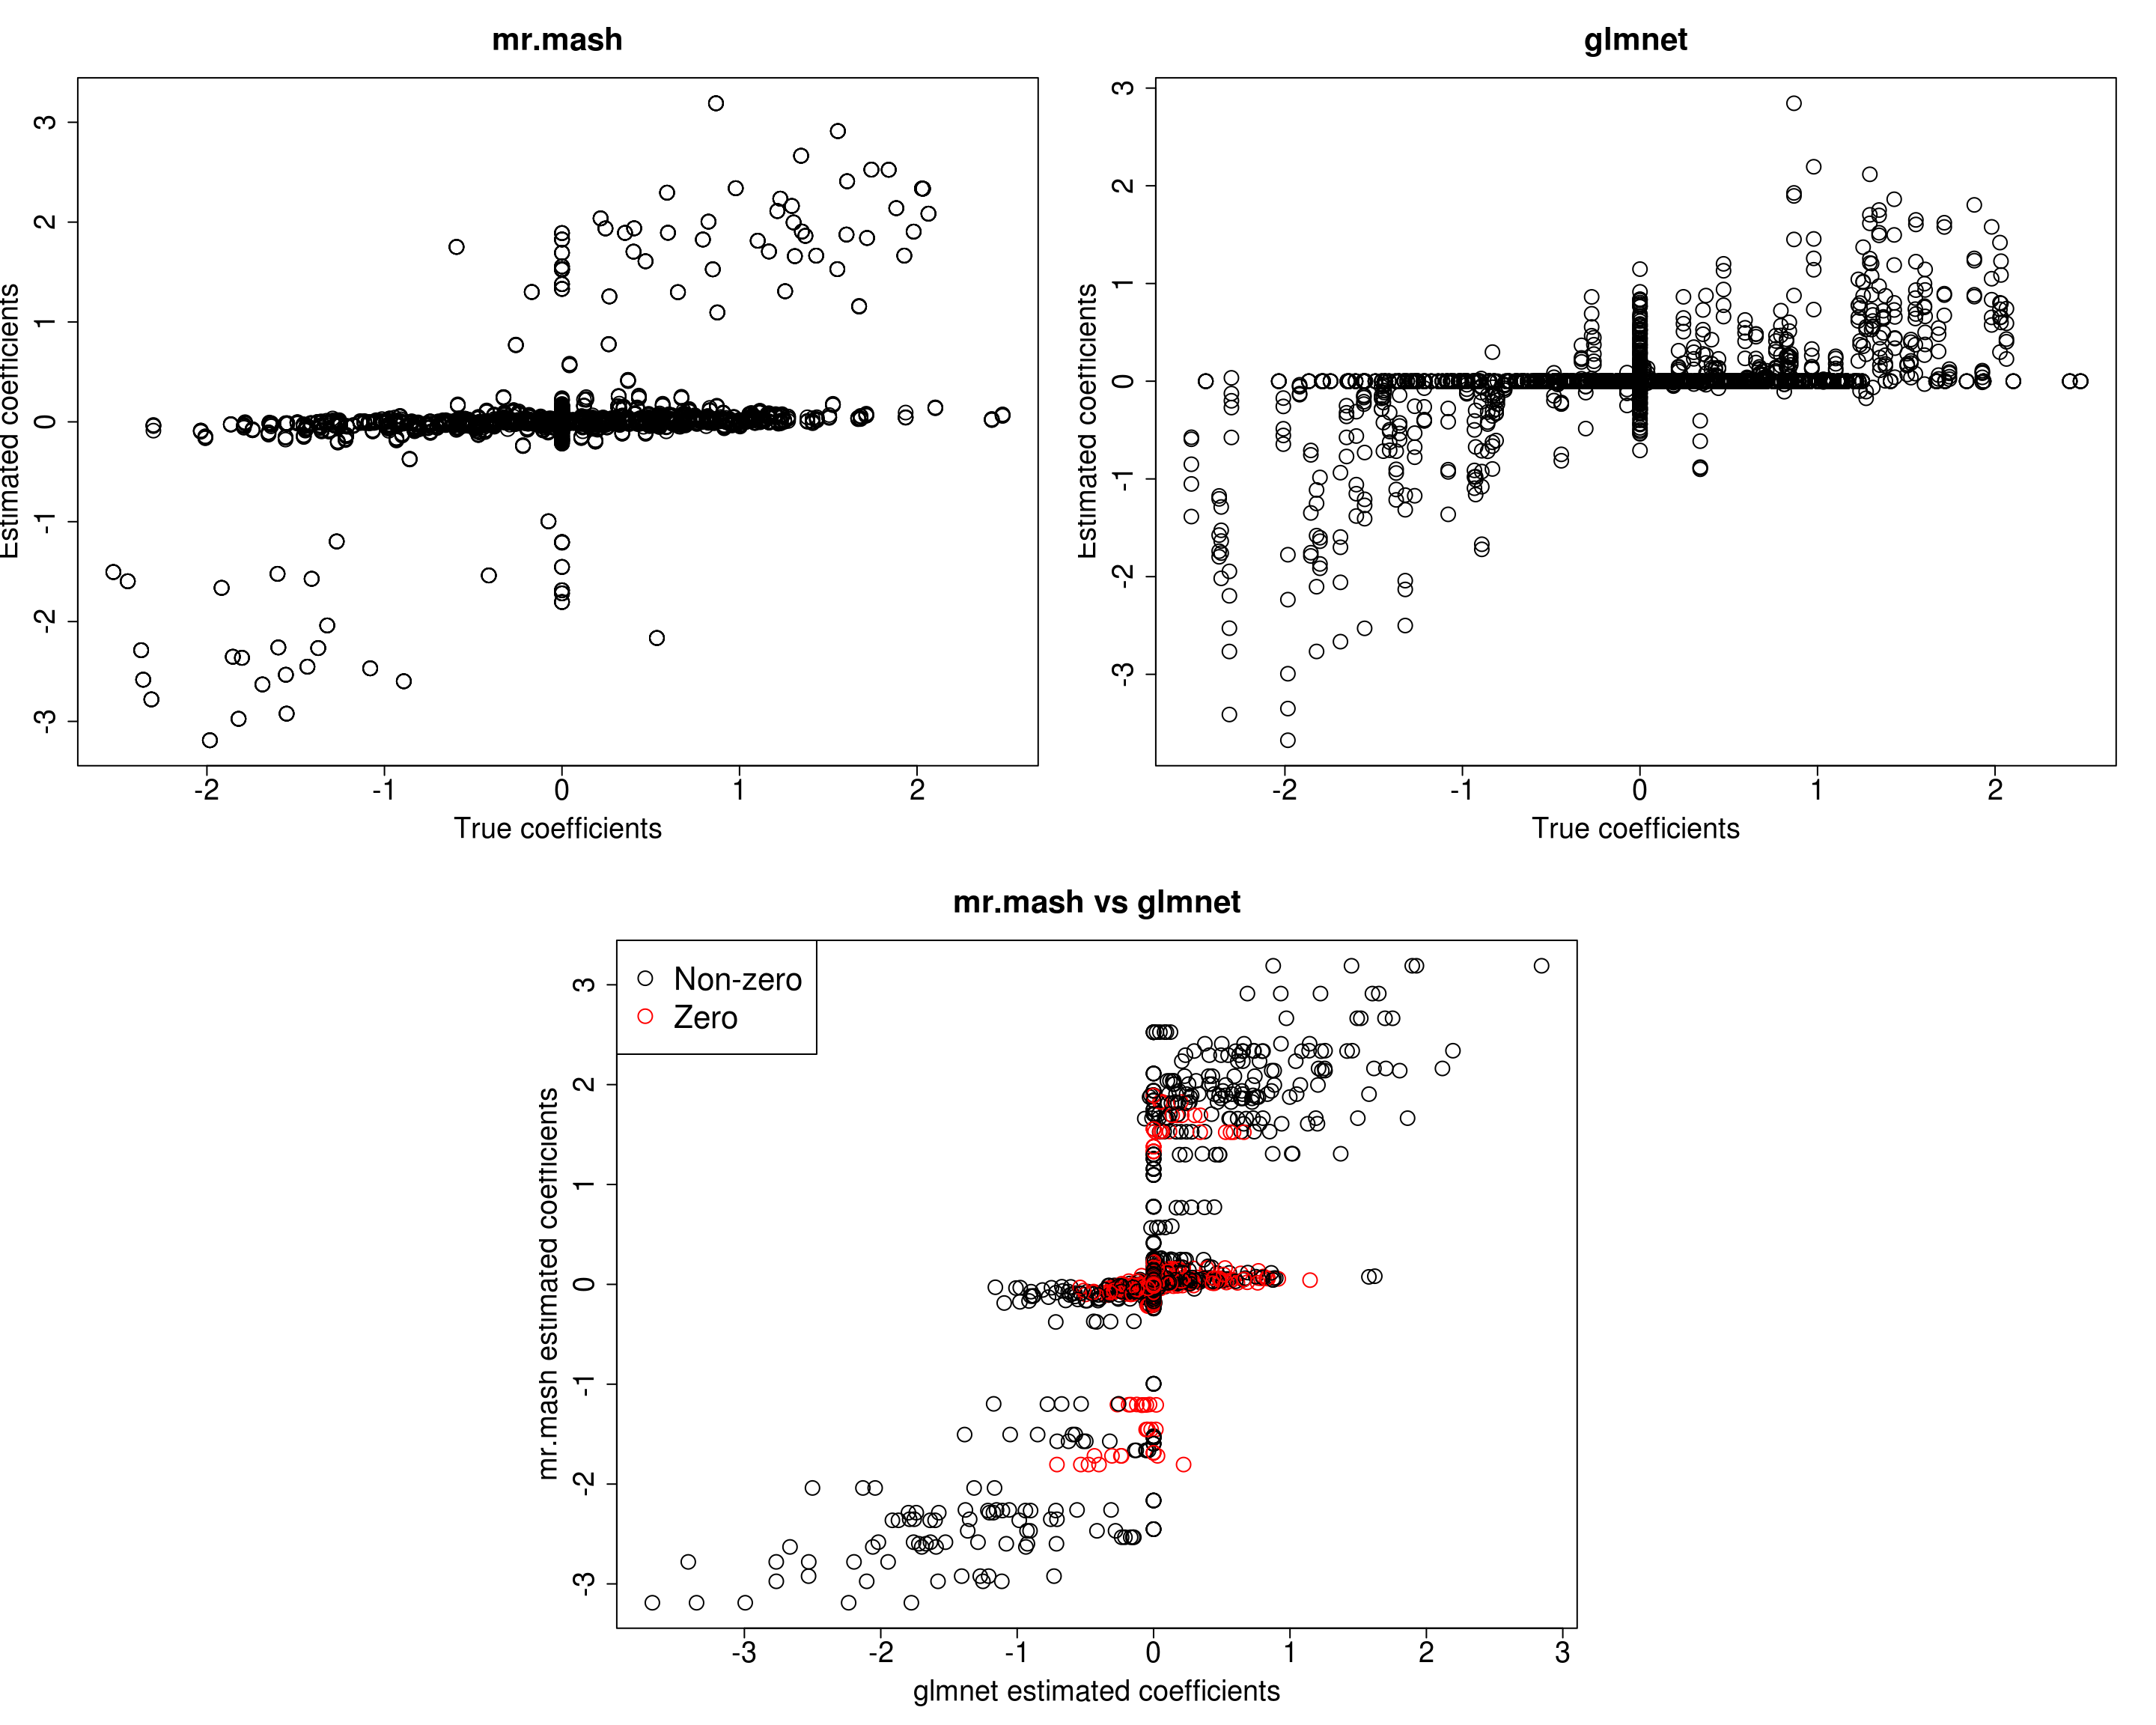 mr.mash
3
2
1
0
-1
-2
-3
Estimated coefficients
-2 -1 0 1 2
True coefficients
glmnet
3
2
1
0
-1
-2
-3
Estimated coefficients
-2 -1 0 1 2
True coefficients
mr.mash vs glmnet
Non-zero
Zero
3
2
1
0
-1
-2
-3
mr.mash estimated coefficients
-3 -2 -1 0 1 2 3
glmnet estimated coefficients